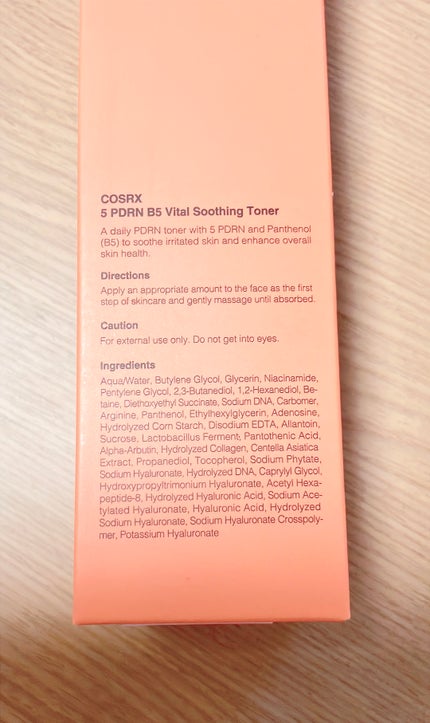 COSRX
5 PDRN B5 Vital Soothing Toner
A daily PDRN toner with 5 PDRN and Panthenol
(B5) to soothe irritated skin and enhance overall
skin health.
Directions
Apply an appropriate amount to the face as the first
step of skincare and gently massage until absorbed.
Caution
For external use only. Do not get into eyes.
Ingredients
Aqua/Water, Butylene Glycol, Glycerin, Niacinamide,
Pentylene Glycol, 2,3-Butanediol, 1,2-Hexanediol, Be-
taine, Diethoxyethyl Succinate, Sodium DNA, Carbomer,
Arginine, Panthenol, Ethylhexylglycerin, Adenosine,
Hydrolyzed Corn Starch, Disodium EDTA, Allantoin,
Sucrose, Lactobacillus Ferment, Pantothenic Acid,
Alpha-Arbutin, Hydrolyzed Collagen, Centella Asiatica
Extract, Propanediol, Tocopherol, Sodium Phytate,
Sodium Hyaluronate, Hydrolyzed DNA, Caprylyl Glycol,
Hydroxypropyltrimonium Hyaluronate, Acetyl Hexa-
peptide-8, Hydrolyzed Hyaluronic Acid, Sodium Ace-
tylated Hyaluronate, Hyaluronic Acid, Hydrolyzed
Sodium Hyaluronate, Sodium Hyaluronate Crosspoly-
mer, Potassium Hyaluronate